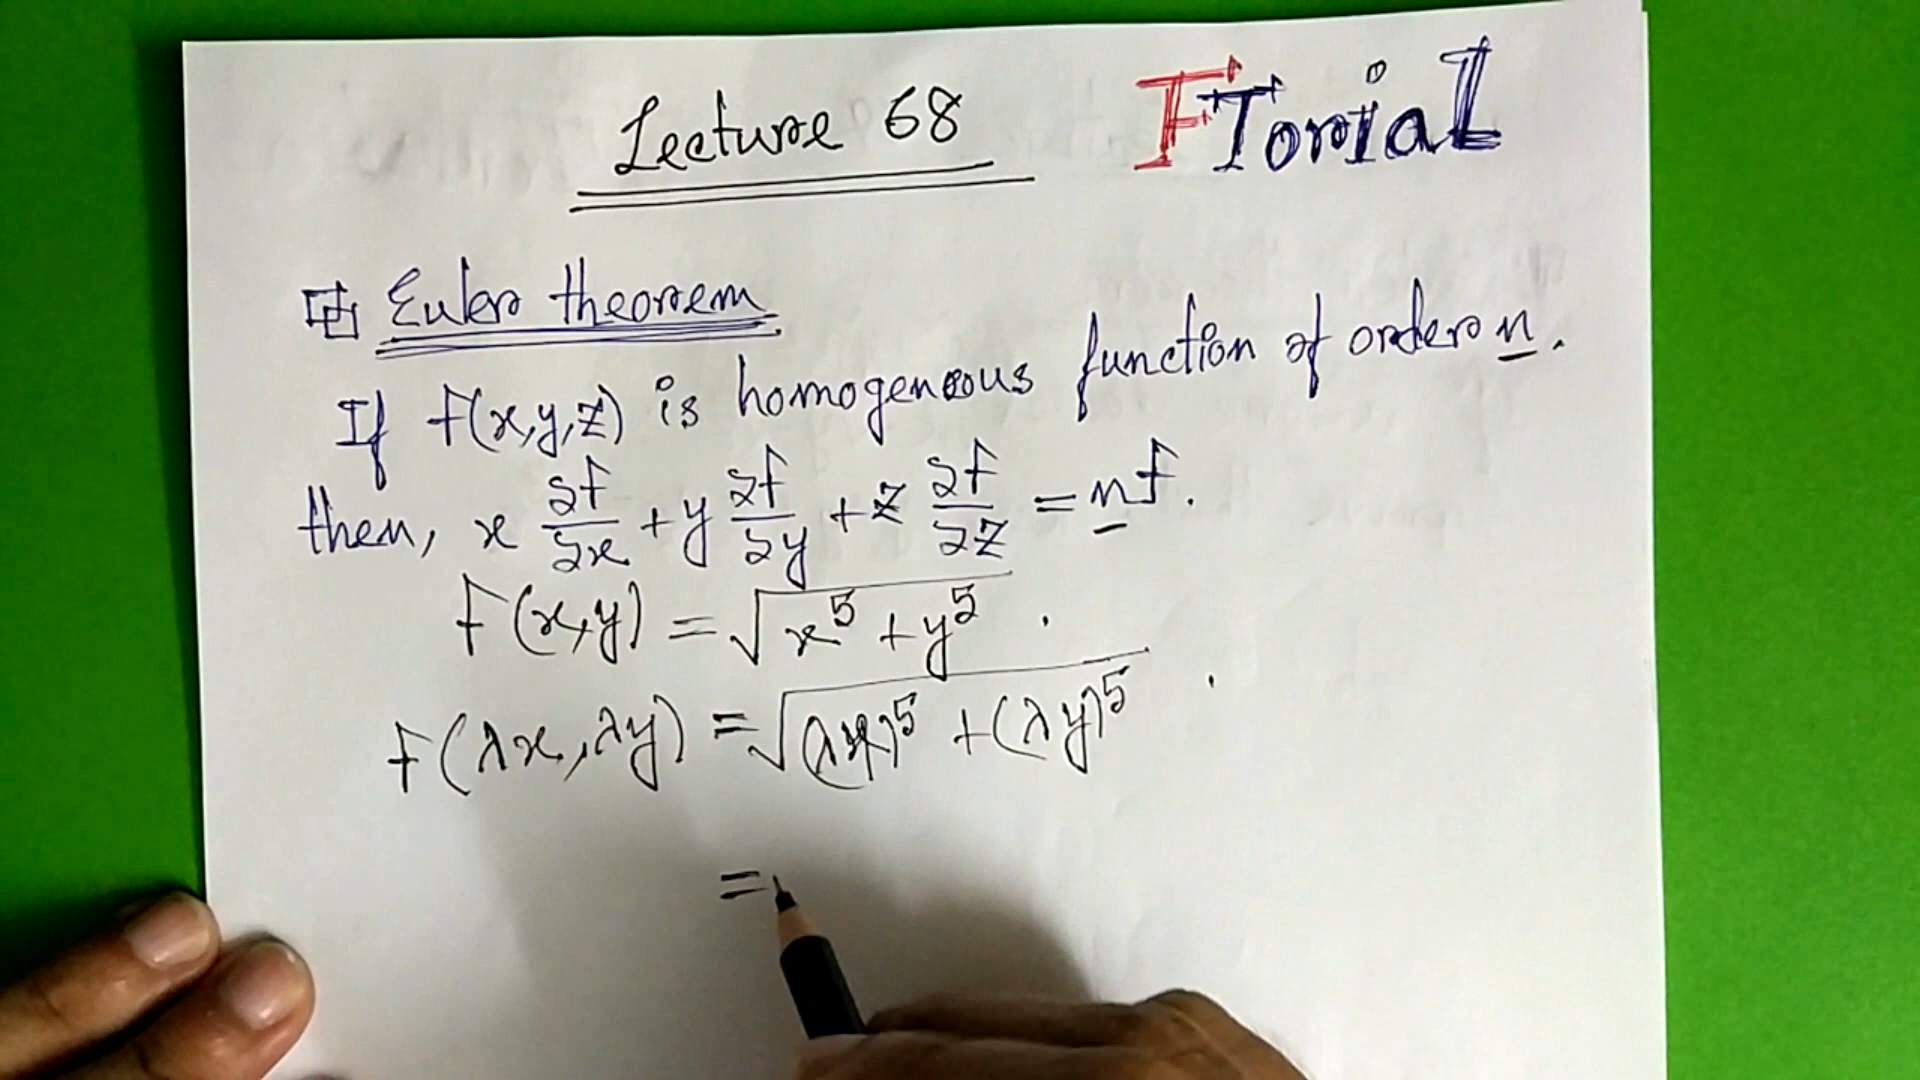 Lecture 68
FTorial
Euler theorem
If f(x,y,z) is homogeneous function of order n.
then, x ∂f/∂x + y ∂f/∂y + z ∂f/∂z = nf.
f(x,y) = √(x⁵ + y⁵) .
f(λx, λy) = √((λx)⁵ + (λy)⁵) .
=